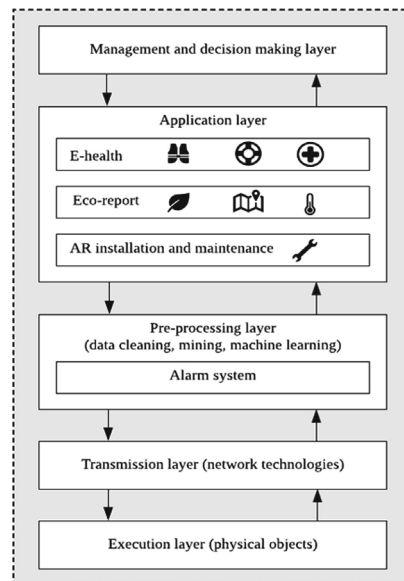 Management and decision making layer
Application layer
E-health
Eco-report
AR installation and maintenance
Pre-processing layer
(data cleaning, mining, machine learning)
Alarm system
Transmission layer (network technologies)
Execution layer (physical objects)